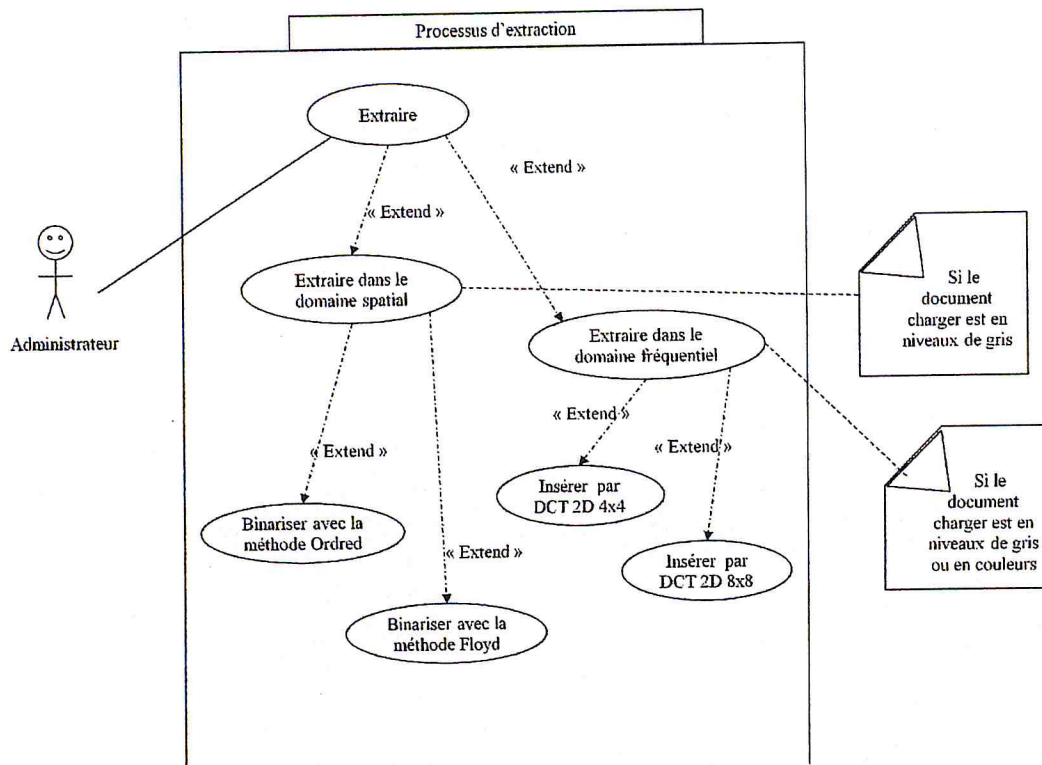 Processus d'extraction
Extraire
« Extend »
« Extend »
Extraire dans le
domaine spatial
Si le
document
charger est en
niveaux de gris
Administrateur
Extraire dans le
domaine fréquentiel
« Extend »
« Extend »
« Extend »
Insérer par
DCT 2D 4x4
Si le
document
charger est en
niveaux de gris
ou en couleurs
Binariser avec la
méthode Ordred
« Extend »
Insérer par
DCT 2D 8x8
Binariser avec la
méthode Floyd